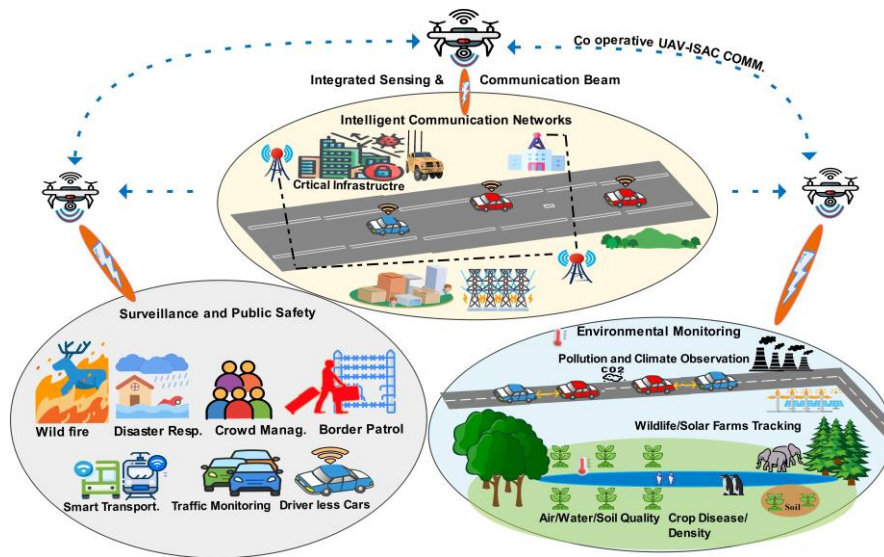 Co operative UAV-ISAC COMM.
Integrated Sensing & Communication Beam
Intelligent Communication Networks
Crtical Infrastructre
Surveillance and Public Safety
Wild fire
Disaster Resp.
Crowd Manag.
Border Patrol
Smart Transport.
Traffic Monitoring
Driver less Cars
Environmental Monitoring
Pollution and Climate Observation
CO2
Wildlife/Solar Farms Tracking
Air/Water/Soil Quality
Crop Disease/
Density
Soil